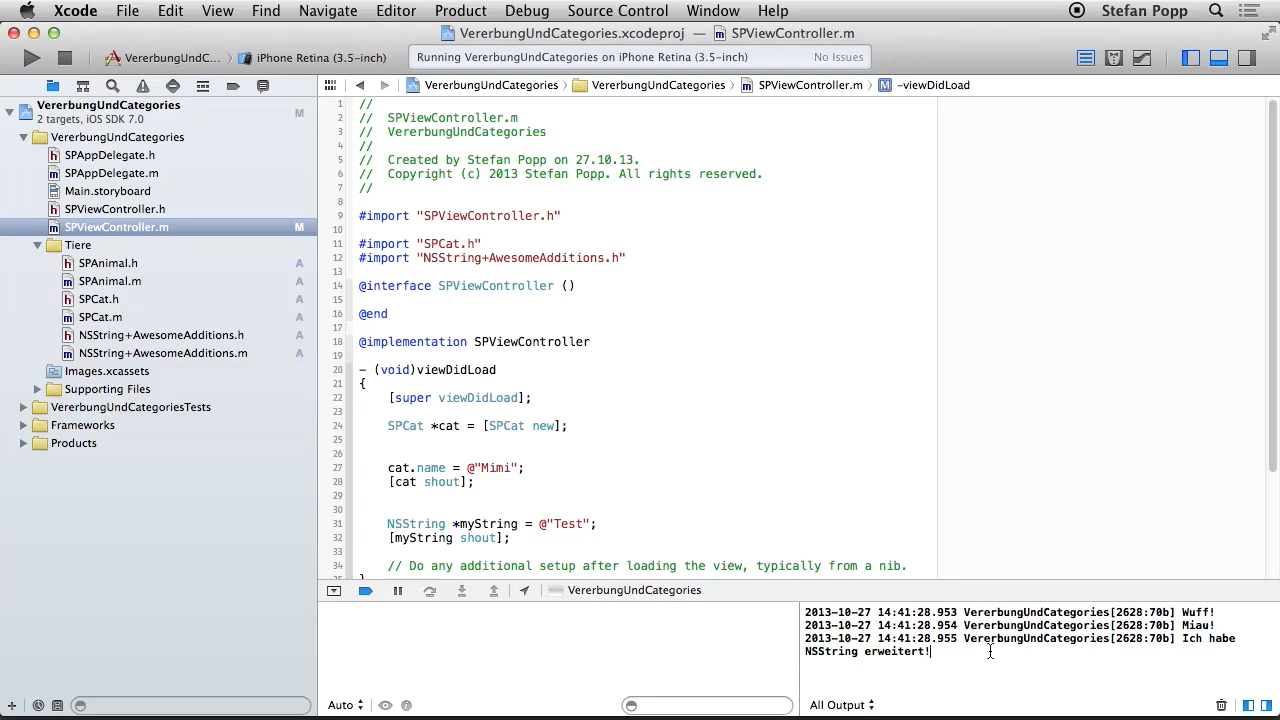 Xcode File Edit View Find Navigate Editor Product Debug Source Control Window Help Stefan Popp
VererbungUndCategories.xcodeproj — SPViewController.m
VererbungUndC... iPhone Retina (3.5-inch) Running VererbungUndCategories on iPhone Retina (3.5-inch) No Issues
VererbungUndCategories VererbungUndCategories SPViewController.m M -viewDidLoad
VererbungUndCategories
2 targets, iOS SDK 7.0 M
VererbungUndCategories
h SPAppDelegate.h
m SPAppDelegate.m
Main.storyboard
h SPViewController.h
m SPViewController.m M
Tiere
h SPAnimal.h A
m SPAnimal.m A
h SPCat.h A
m SPCat.m A
h NSString+AwesomeAdditions.h A
m NSString+AwesomeAdditions.m A
Images.xcassets
Supporting Files
VererbungUndCategoriesTests
Frameworks
Products
1 //
2 // SPViewController.m
3 // VererbungUndCategories
4 //
5 // Created by Stefan Popp on 27.10.13.
6 // Copyright (c) 2013 Stefan Popp. All rights reserved.
7 //
8
9 #import "SPViewController.h"
10
11 #import "SPCat.h"
12 #import "NSString+AwesomeAdditions.h"
13
14 @interface SPViewController ()
15
16 @end
17
18 @implementation SPViewController
19
20 - (void)viewDidLoad
21 {
22 [super viewDidLoad];
23
24 SPCat *cat = [SPCat new];
25
26
27 cat.name = @"Mimi";
28 [cat shout];
29
30
31 NSString *myString = @"Test";
32 [myString shout];
33
34 // Do any additional setup after loading the view, typically from a nib.
35 }
VererbungUndCategories
2013-10-27 14:41:28.953 VererbungUndCategories[2628:70b] Wuff!
2013-10-27 14:41:28.954 VererbungUndCategories[2628:70b] Miau!
2013-10-27 14:41:28.955 VererbungUndCategories[2628:70b] Ich habe
NSString erweitert!
Auto All Output